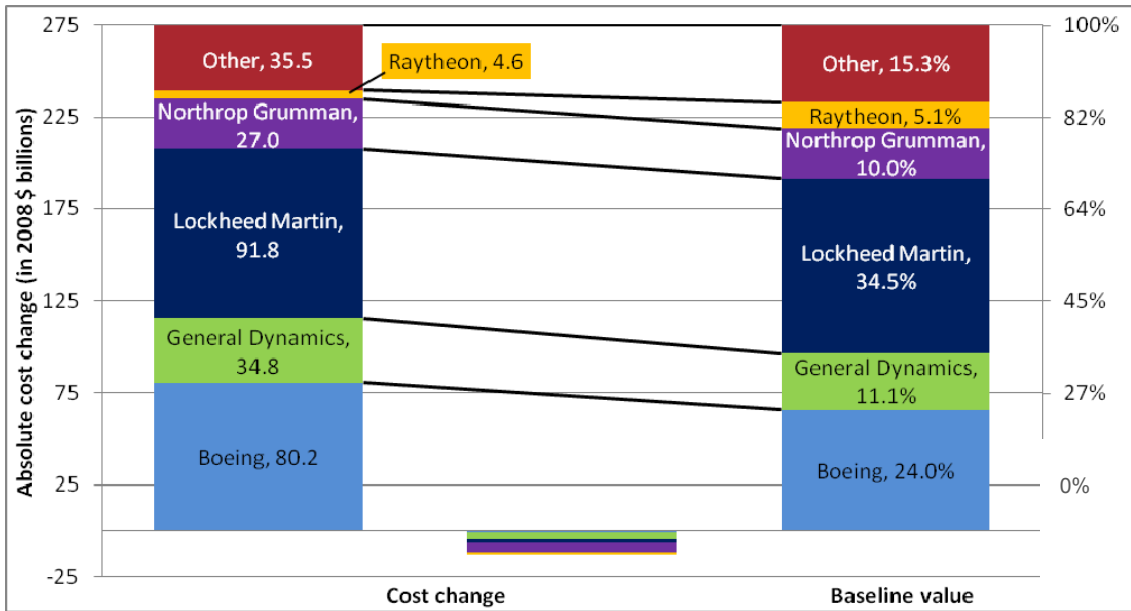 Absolute cost change (in 2008 $ billions)
275
225
175
125
75
25
-25
Other, 35.5
Raytheon, 4.6
Northrop Grumman,
27.0
Lockheed Martin,
91.8
General Dynamics,
34.8
Boeing, 80.2
Other, 15.3%
Raytheon, 5.1%
Northrop Grumman,
10.0%
Lockheed Martin,
34.5%
General Dynamics,
11.1%
Boeing, 24.0%
100%
82%
64%
45%
27%
0%
Cost change
Baseline value